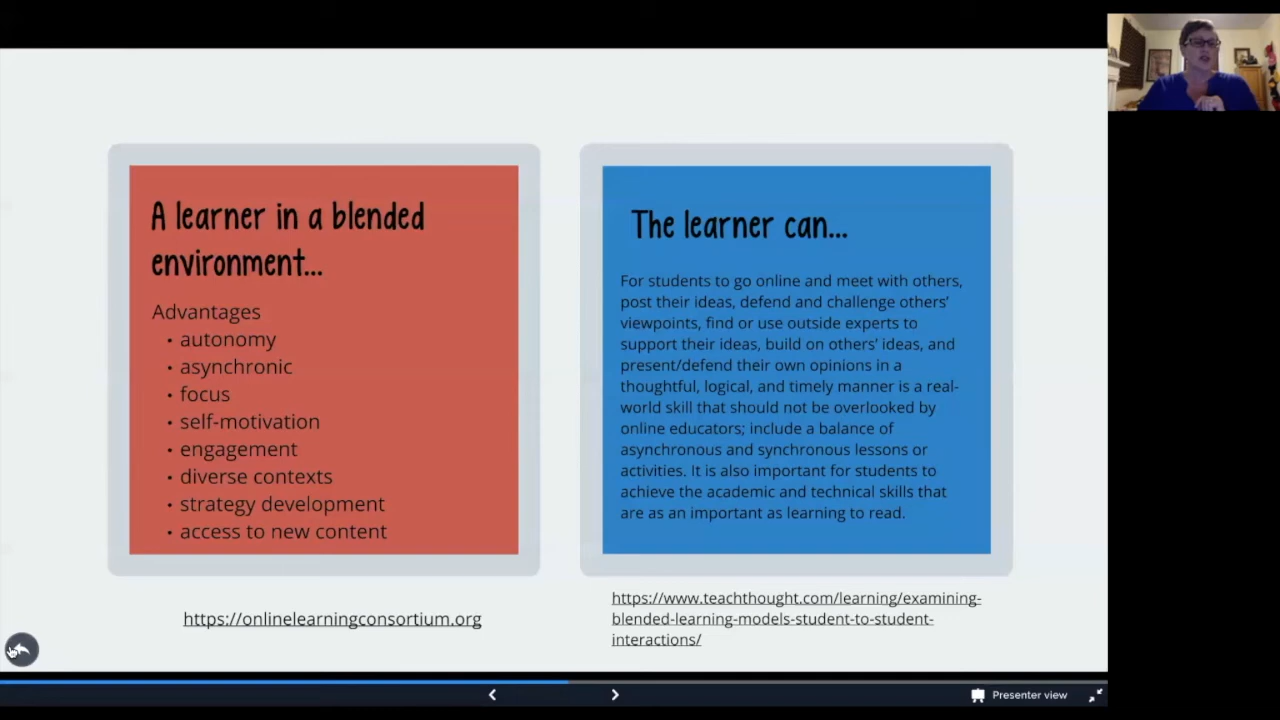 A learner in a blended
environment...
Advantages
• autonomy
• asynchronic
• focus
• self-motivation
• engagement
• diverse contexts
• strategy development
• access to new content
https://onlinelearningconsortium.org
The learner can...
For students to go online and meet with others,
post their ideas, defend and challenge others’
viewpoints, find or use outside experts to
support their ideas, build on others’ ideas, and
present/defend their own opinions in a
thoughtful, logical, and timely manner is a real-
world skill that should not be overlooked by
online educators; include a balance of
asynchronous and synchronous lessons or
activities. It is also important for students to
achieve the academic and technical skills that
are as an important as learning to read.
https://www.teachthought.com/learning/examining-
blended-learning-models-student-to-student-
interactions/
Presenter view